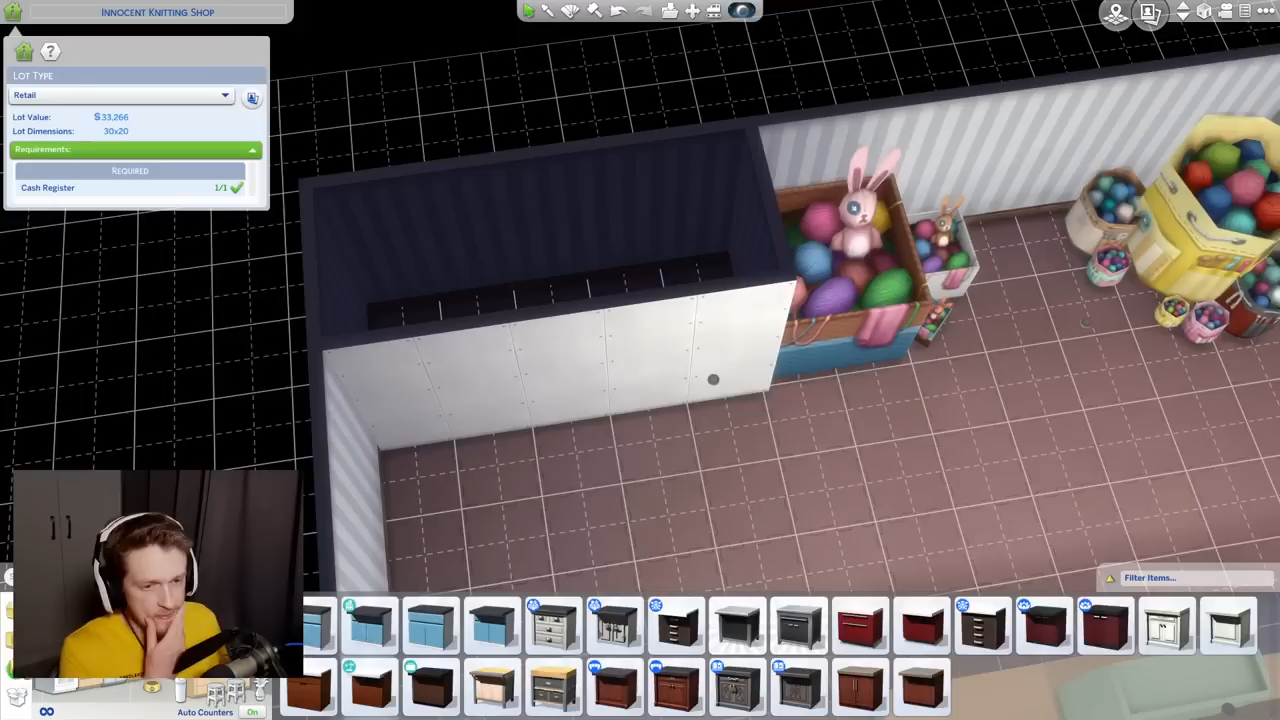 INNOCENT KNITTING SHOP
LOT TYPE
Retail
Lot Value: §33,266
Lot Dimensions: 30x20
Requirements:
REQUIRED
Cash Register 1/1
Filter Items...
Auto Counters On